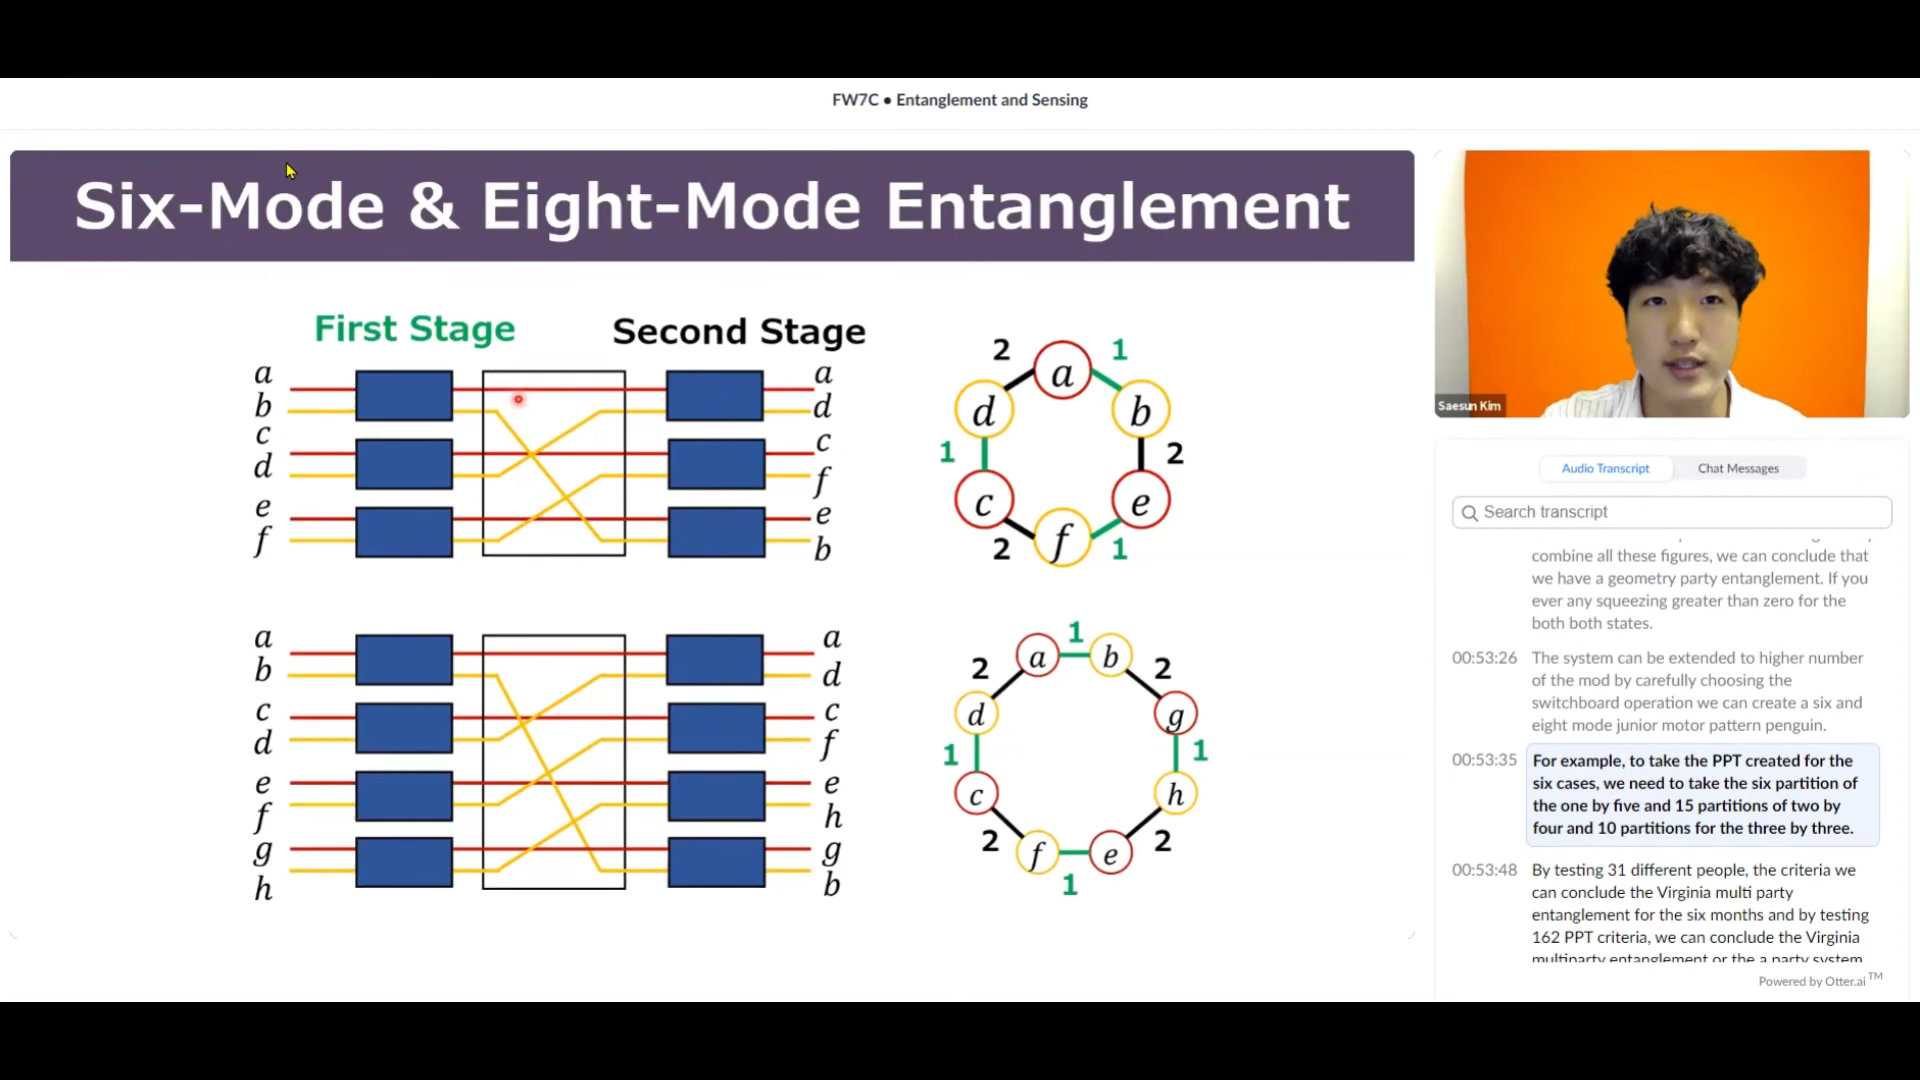 FW7C • Entanglement and Sensing
Six-Mode & Eight-Mode Entanglement
First Stage
Second Stage
a
b
c
d
e
f
a
d
c
f
e
b
2
1
a
d
b
1
2
c
e
2
f
1
a
b
c
d
e
f
g
h
a
d
c
f
e
h
g
b
1
a
b
2
2
d
g
1
1
c
h
2
2
f
e
1
Saesun Kim
Audio Transcript
Chat Messages
Search transcript
combine all these figures, we can conclude that
we have a geometry party entanglement. If you
ever any squeezing greater than zero for the
both both states.
00:53:26 The system can be extended to higher number
of the mod by carefully choosing the
switchboard operation we can create a six and
eight mode junior motor pattern penguin.
00:53:35 For example, to take the PPT created for the
six cases, we need to take the six partition of
the one by five and 15 partitions of two by
four and 10 partitions for the three by three.
00:53:48 By testing 31 different people, the criteria we
can conclude the Virginia multi party
entanglement for the six months and by testing
162 PPT criteria, we can conclude the Virginia
multiparty entanglement or the a party system
Powered by Otter.ai TM